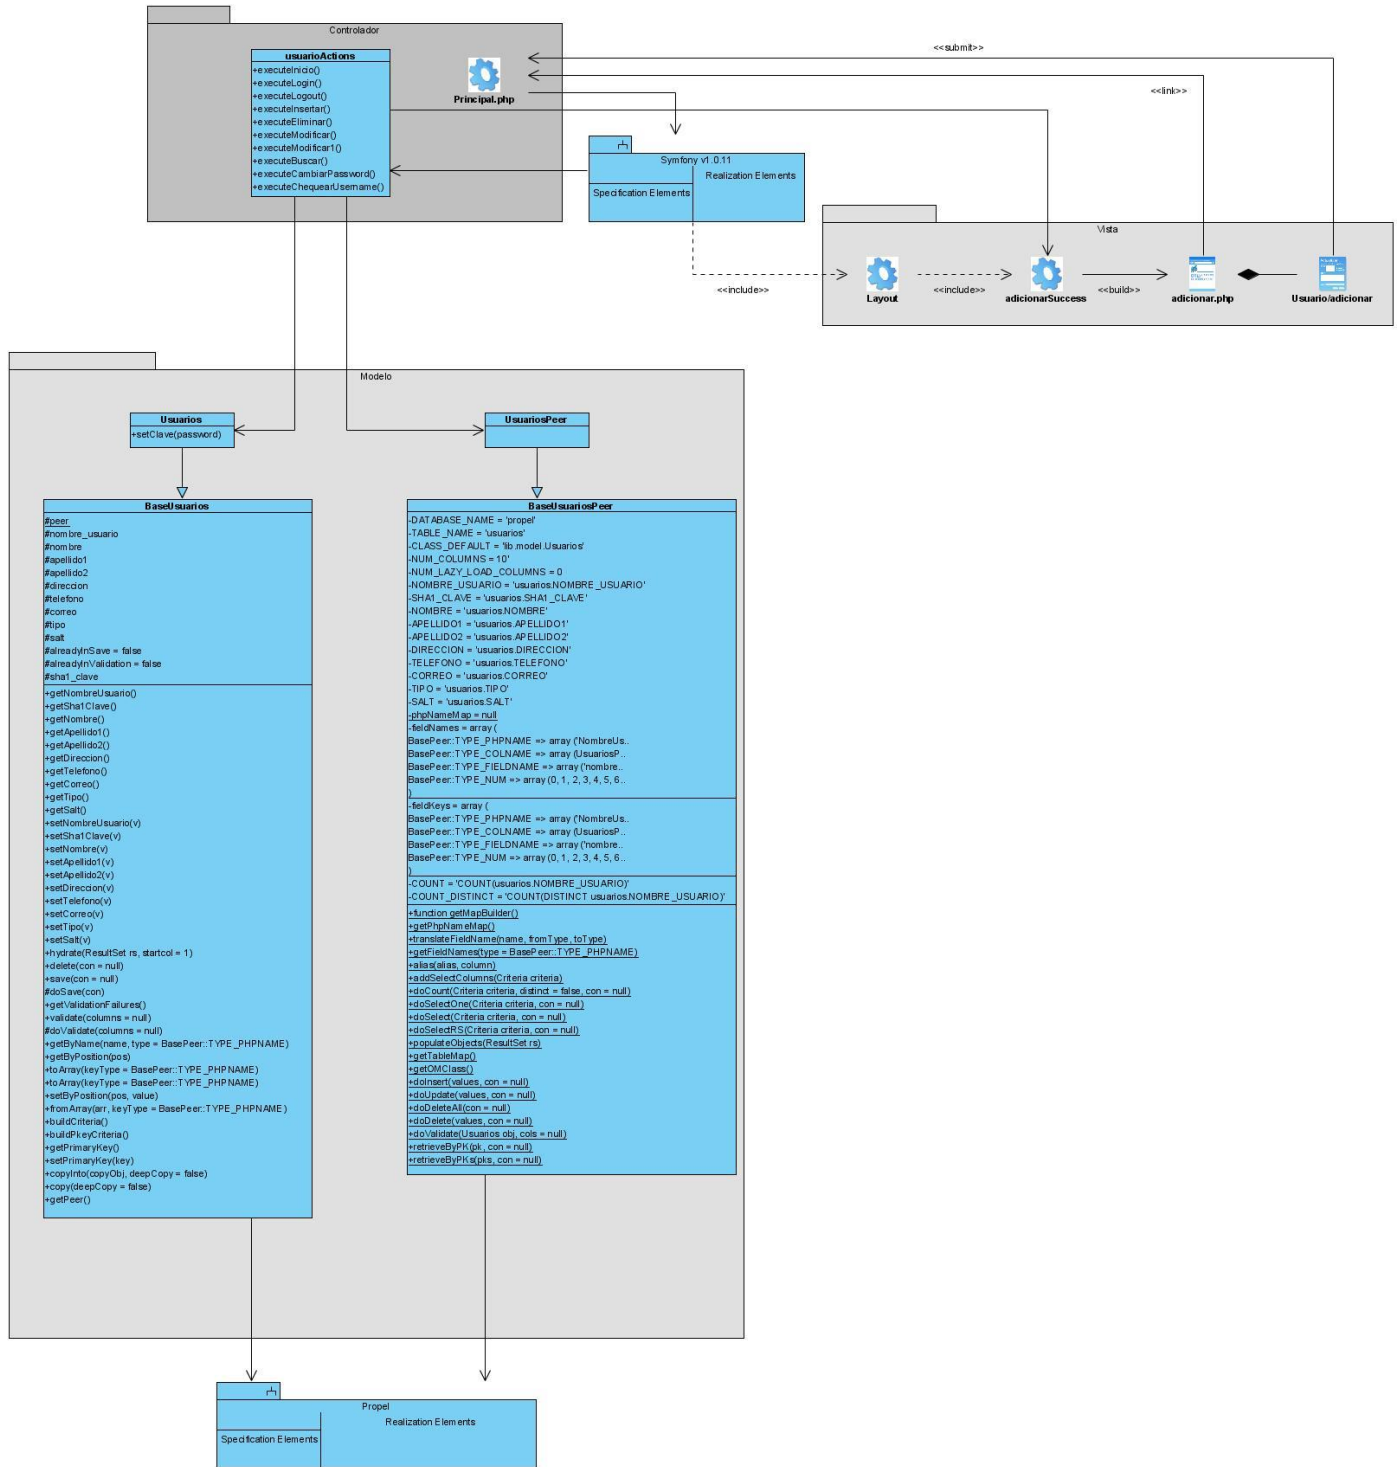 Controlador
usuarioActions
+executeInicio()
+executeLogin()
+executeLogout()
+executeInsertar()
+executeEliminar()
+executeModificar()
+executeModificar1()
+executeBuscar()
+executeCambiarPassword()
+executeChequearUsername()
Principal.php
<<submit>>
<<link>>
Symfony v1.0.11
Realization Elements
Specification Elements
Vista
Layout
adicionarSuccess
adicionar.php
Usuario/adicionar
<<include>>
<<include>>
<<build>>
Modelo
Usuarios
+setClave(password)
UsuariosPeer
BaseUsuarios
#peer
#nombre_usuario
#nombre
#apellido1
#apellido2
#direccion
#telefono
#correo
#tipo
#salt
#alreadyInSave = false
#alreadyInValidation = false
#sha1_clave
+getNombreUsuario()
+getSha1Clave()
+getNombre()
+getApellido1()
+getApellido2()
+getDireccion()
+getTelefono()
+getCorreo()
+getTipo()
+getSalt()
+setNombreUsuario(v)
+setSha1Clave(v)
+setNombre(v)
+setApellido1(v)
+setApellido2(v)
+setDireccion(v)
+setTelefono(v)
+setCorreo(v)
+setTipo(v)
+setSalt(v)
+hydrate(ResultSet rs, startcol = 1)
+delete(con = null)
+save(con = null)
#doSave(con)
+getValidationFailures()
+validate(columns = null)
#doValidate(columns = null)
+getByName(name, type = BasePeer::TYPE_PHPNAME)
+getByPosition(pos)
+toArray(keyType = BasePeer::TYPE_PHPNAME)
+toArray(keyType = BasePeer::TYPE_PHPNAME)
+setByPosition(pos, value)
+fromArray(arr, keyType = BasePeer::TYPE_PHPNAME)
+buildCriteria()
+buildPkeyCriteria()
+getPrimaryKey()
+setPrimaryKey(key)
+copyInto(copyObj, deepCopy = false)
+copy(deepCopy = false)
+getPeer()
BaseUsuariosPeer
-DATABASE_NAME = 'propel'
-TABLE_NAME = 'usuarios'
-CLASS_DEFAULT = 'lib.model.Usuarios'
-NUM_COLUMNS = 10'
-NUM_LAZY_LOAD_COLUMNS = 0
-NOMBRE_USUARIO = 'usuarios.NOMBRE_USUARIO'
-SHA1_CLAVE = 'usuarios.SHA1_CLAVE'
-NOMBRE = 'usuarios.NOMBRE'
-APELLIDO1 = 'usuarios.APELLIDO1'
-APELLIDO2 = 'usuarios.APELLIDO2'
-DIRECCION = 'usuarios.DIRECCION'
-TELEFONO = 'usuarios.TELEFONO'
-CORREO = 'usuarios.CORREO'
-TIPO = 'usuarios.TIPO'
-SALT = 'usuarios.SALT'
-phpNameMap = null
-fieldNames = array (
BasePeer::TYPE_PHPNAME => array ('NombreUs..
BasePeer::TYPE_COLNAME => array (UsuariosP..
BasePeer::TYPE_FIELDNAME => array ('nombre..
BasePeer::TYPE_NUM => array (0, 1, 2, 3, 4, 5, 6..
)
-fieldKeys = array (
BasePeer::TYPE_PHPNAME => array ('NombreUs..
BasePeer::TYPE_COLNAME => array (UsuariosP..
BasePeer::TYPE_FIELDNAME => array ('nombre..
BasePeer::TYPE_NUM => array (0, 1, 2, 3, 4, 5, 6..
)
-COUNT = 'COUNT(usuarios.NOMBRE_USUARIO)'
-COUNT_DISTINCT = 'COUNT(DISTINCT usuarios.NOMBRE_USUARIO)'
+function getMapBuilder()
+getPhpNameMap()
+translateFieldName(name, fromType, toType)
+getFieldNames(type = BasePeer::TYPE_PHPNAME)
+alias(alias, column)
+addSelectColumns(Criteria criteria)
+doCount(Criteria criteria, distinct = false, con = null)
+doSelectOne(Criteria criteria, con = null)
+doSelect(Criteria criteria, con = null)
+doSelectRS(Criteria criteria, con = null)
+populateObjects(ResultSet rs)
+getTableMap()
+getOMClass()
+doInsert(values, con = null)
+doUpdate(values, con = null)
+doDeleteAll(con = null)
+doDelete(values, con = null)
+doValidate(Usuarios obj, cols = null)
+retrieveByPK(pk, con = null)
+retrieveByPKs(pks, con = null)
Propel
Realization Elements
Specification Elements